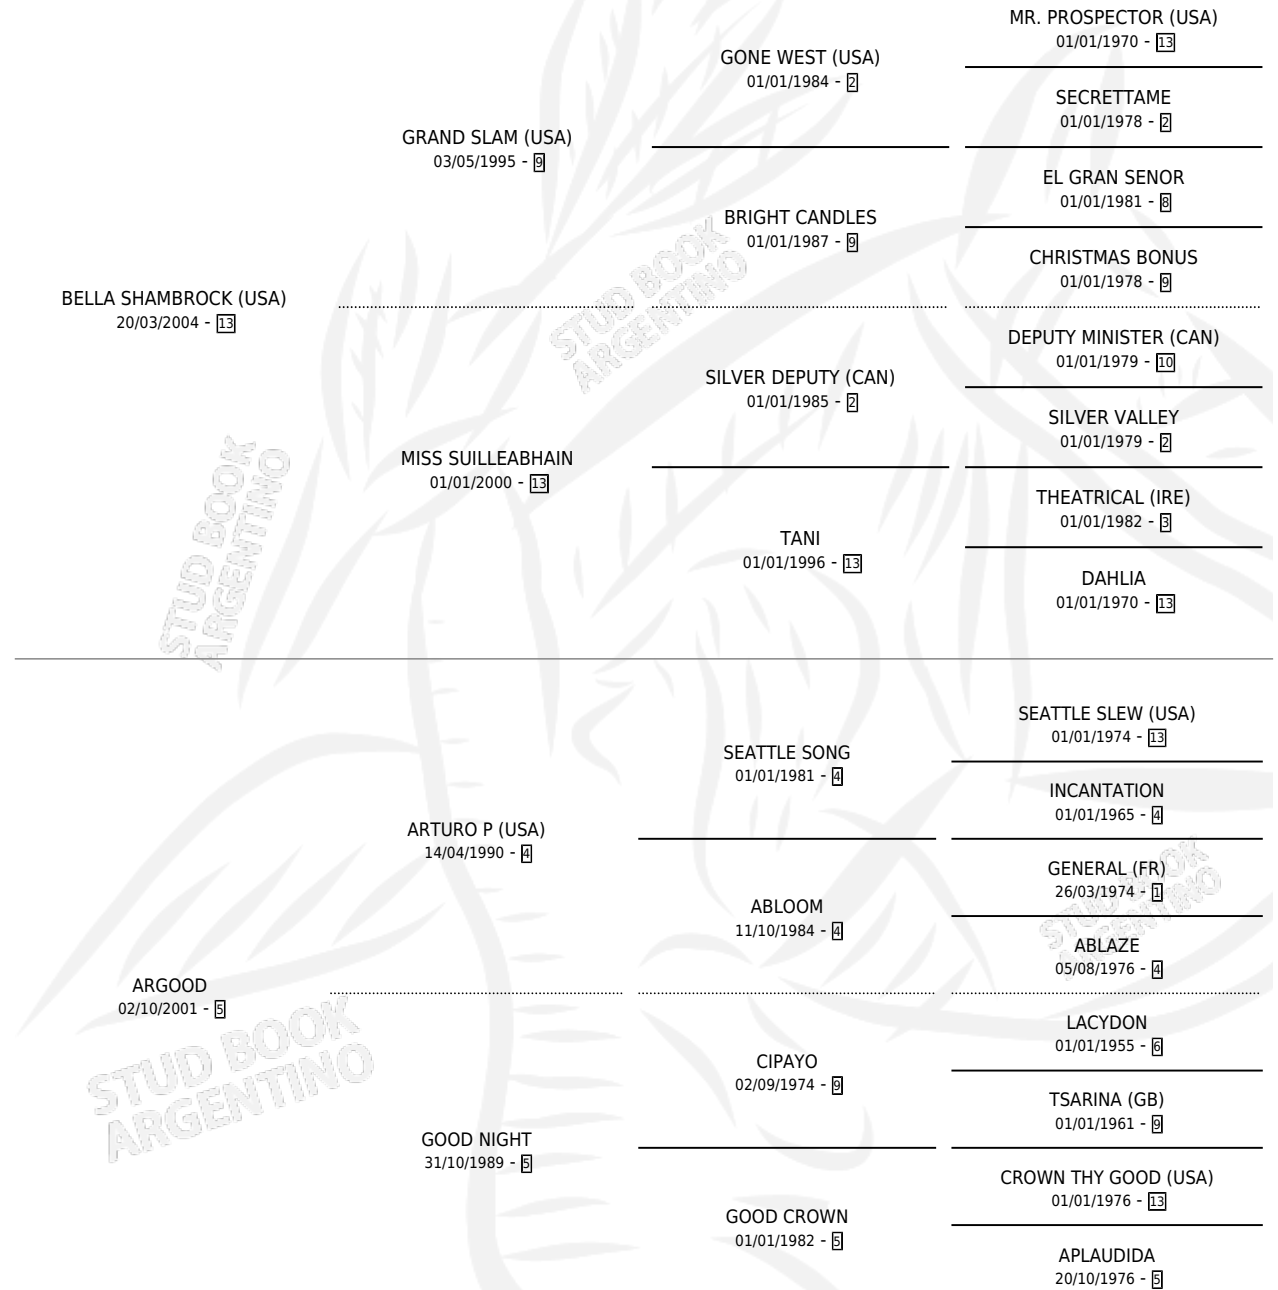 MR. PROSPECTOR (USA)
01/01/1970 - 13
GONE WEST (USA)
01/01/1984 - 2
SECRETTAME
01/01/1978 - 2
GRAND SLAM (USA)
03/05/1995 - 9
EL GRAN SENOR
01/01/1981 - 8
BRIGHT CANDLES
01/01/1987 - 9
CHRISTMAS BONUS
01/01/1978 - 9
BELLA SHAMBROCK (USA)
20/03/2004 - 13
DEPUTY MINISTER (CAN)
01/01/1979 - 10
SILVER DEPUTY (CAN)
01/01/1985 - 2
SILVER VALLEY
01/01/1979 - 2
MISS SUILLEABHAIN
01/01/2000 - 13
THEATRICAL (IRE)
01/01/1982 - 3
TANI
01/01/1996 - 13
DAHLIA
01/01/1970 - 13
SEATTLE SLEW (USA)
01/01/1974 - 13
SEATTLE SONG
01/01/1981 - 4
INCANTATION
01/01/1965 - 4
ARTURO P (USA)
14/04/1990 - 4
GENERAL (FR)
26/03/1974 - 1
ABLOOM
11/10/1984 - 4
ABLAZE
05/08/1976 - 4
ARGOOD
02/10/2001 - 5
LACYDON
01/01/1955 - 6
CIPAYO
02/09/1974 - 9
TSARINA (GB)
01/01/1961 - 9
GOOD NIGHT
31/10/1989 - 5
CROWN THY GOOD (USA)
01/01/1976 - 13
GOOD CROWN
01/01/1982 - 5
APLAUDIDA
20/10/1976 - 5
STUD BOOK
ARGENTINO
STUD BOOK
ARGENTINO
STUD BOOK
ARGENTINO
STUD BOOK
ARGENTINO